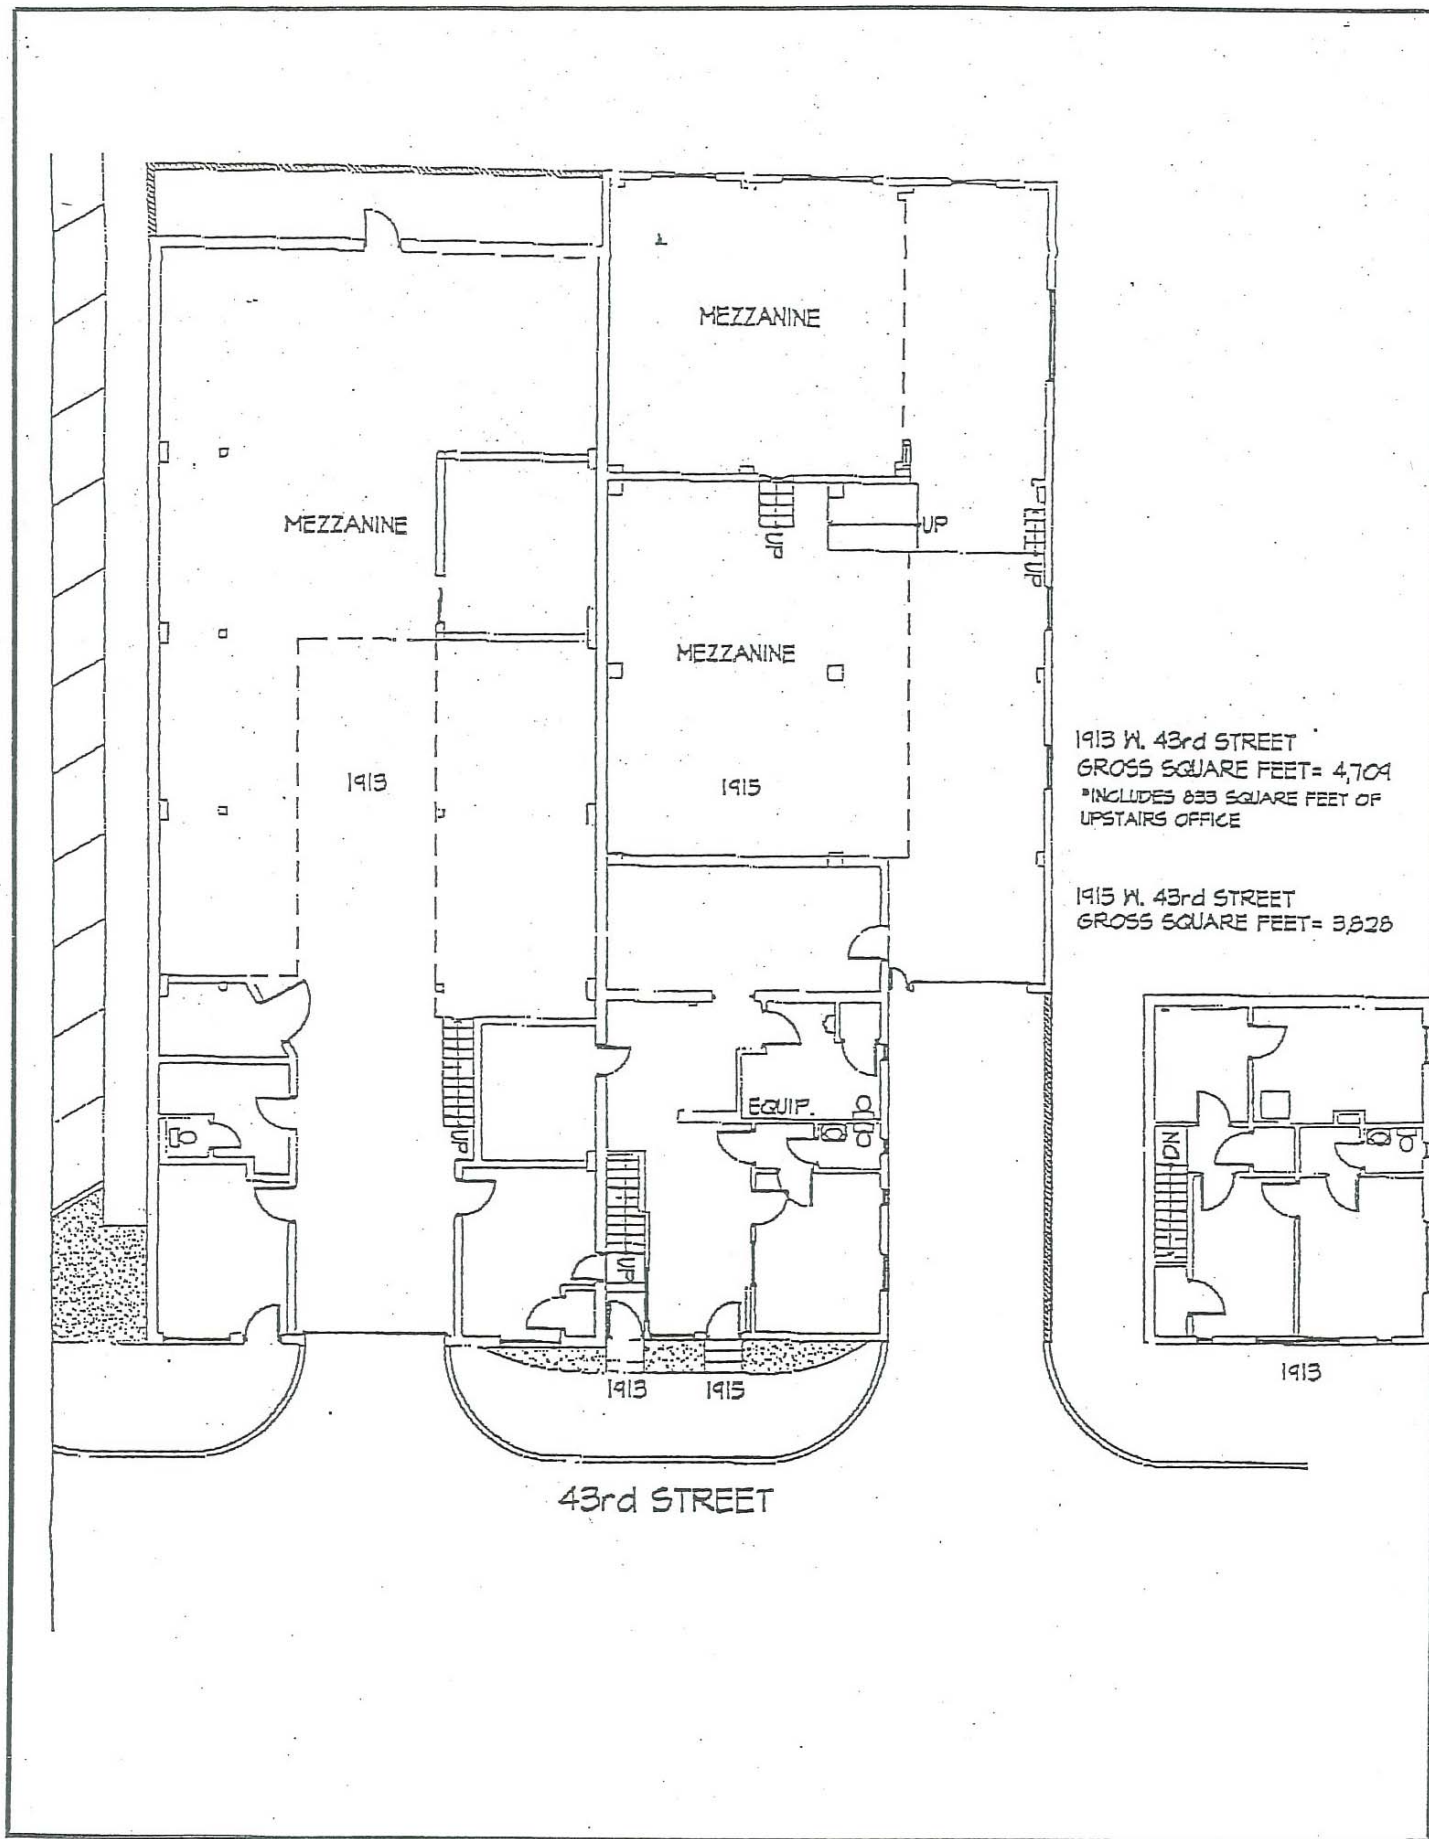 MEZZANINE
MEZZANINE
UP
UP
UP
MEZZANINE
1913
1915
1913 W. 43rd STREET
GROSS SQUARE FEET= 4,709
*INCLUDES 833 SQUARE FEET OF
UPSTAIRS OFFICE
1915 W. 43rd STREET
GROSS SQUARE FEET= 3,828
EQUIP.
UP
DN
UP
1913
1913
1915
43rd STREET